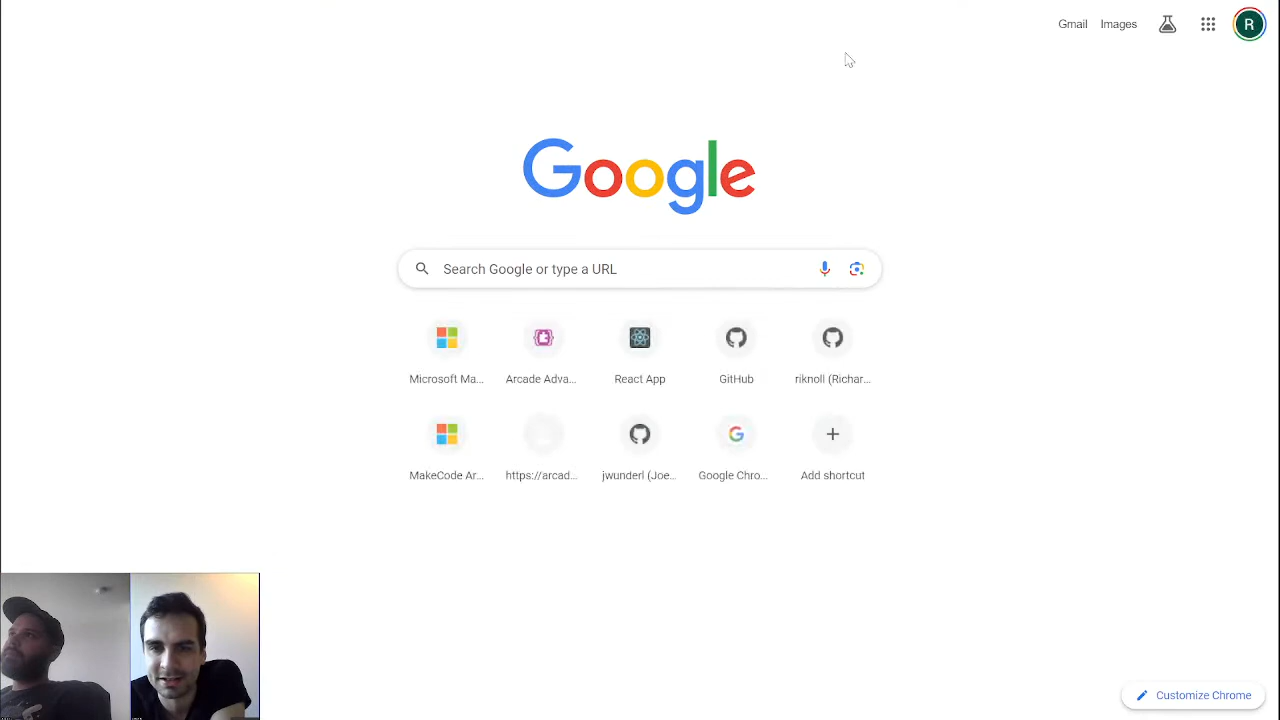 Gmail Images R
Google
Search Google or type a URL
Microsoft Ma... Arcade Adva... React App GitHub riknoll (Richar...
MakeCode Ar... https://arcad... jwunderl (Joe... Google Chro... Add shortcut
Customize Chrome